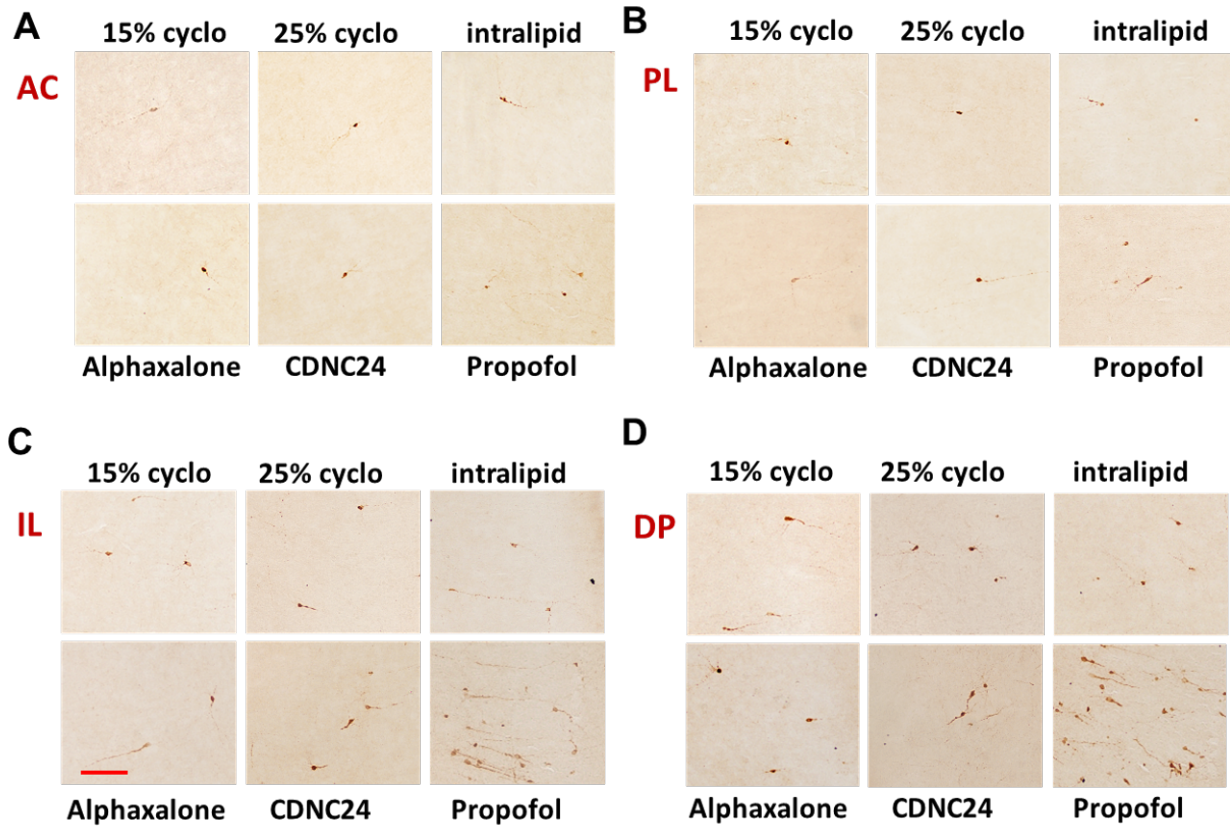 A
15% cyclo 25% cyclo intralipid
AC
Alphaxalone CDNC24 Propofol
B
15% cyclo 25% cyclo intralipid
PL
Alphaxalone CDNC24 Propofol
C
15% cyclo 25% cyclo intralipid
IL
Alphaxalone CDNC24 Propofol
D
15% cyclo 25% cyclo intralipid
DP
Alphaxalone CDNC24 Propofol